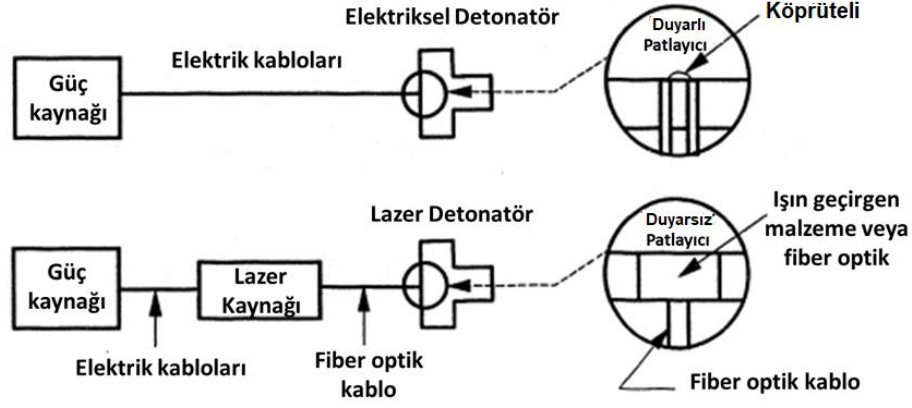 Elektriksel Detonatör
Köprüteli
Duyarlı
Patlayıcı
Elektrik kabloları
Güç
kaynağı
Lazer Detonatör
Işın geçirgen
malzeme veya
fiber optik
Duyarsız
Patlayıcı
Güç
kaynağı
Lazer
Kaynağı
Elektrik kabloları
Fiber optik
kablo
Fiber optik kablo